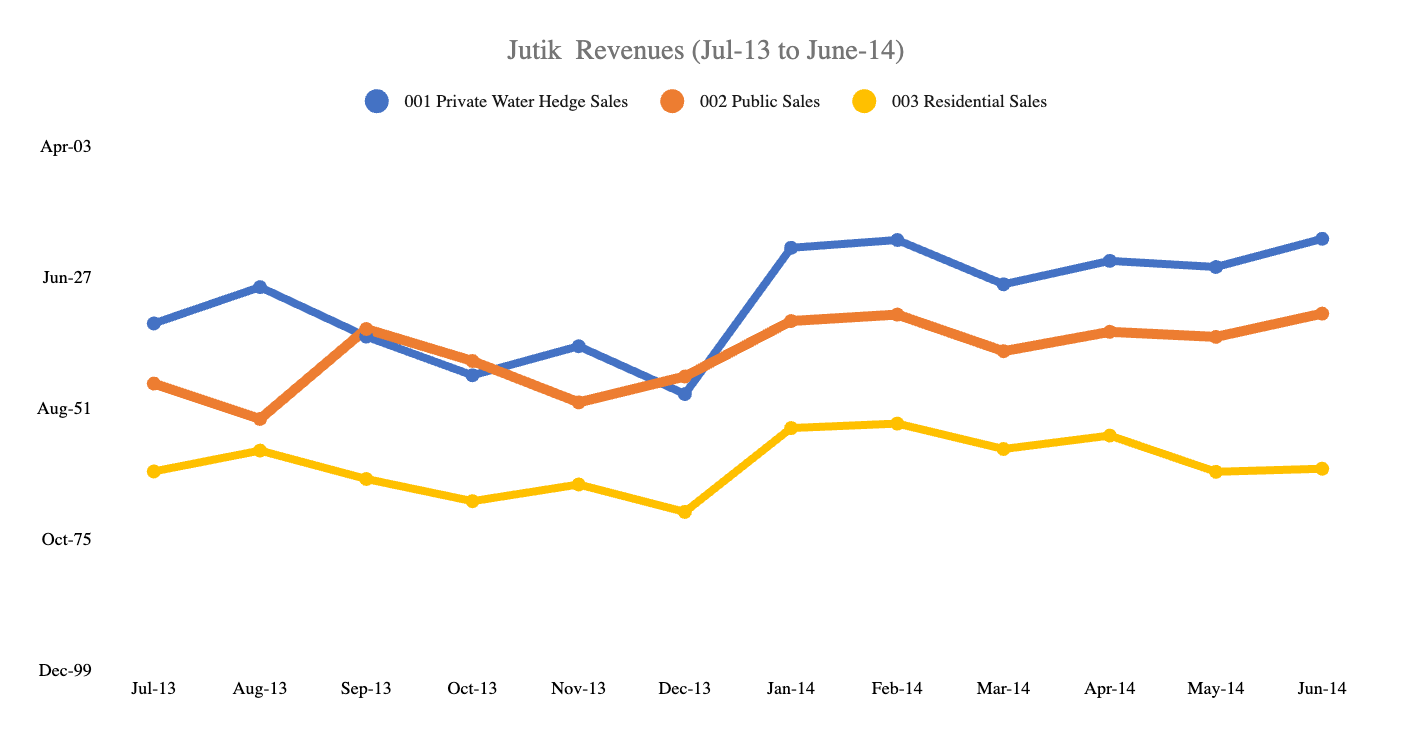 Jutik  Revenues (Jul-13 to June-14)
001 Private Water Hedge Sales 002 Public Sales 003 Residential Sales
Apr-03
Jun-27
Aug-51
Oct-75
Dec-99
Jul-13 Aug-13 Sep-13 Oct-13 Nov-13 Dec-13 Jan-14 Feb-14 Mar-14 Apr-14 May-14 Jun-14